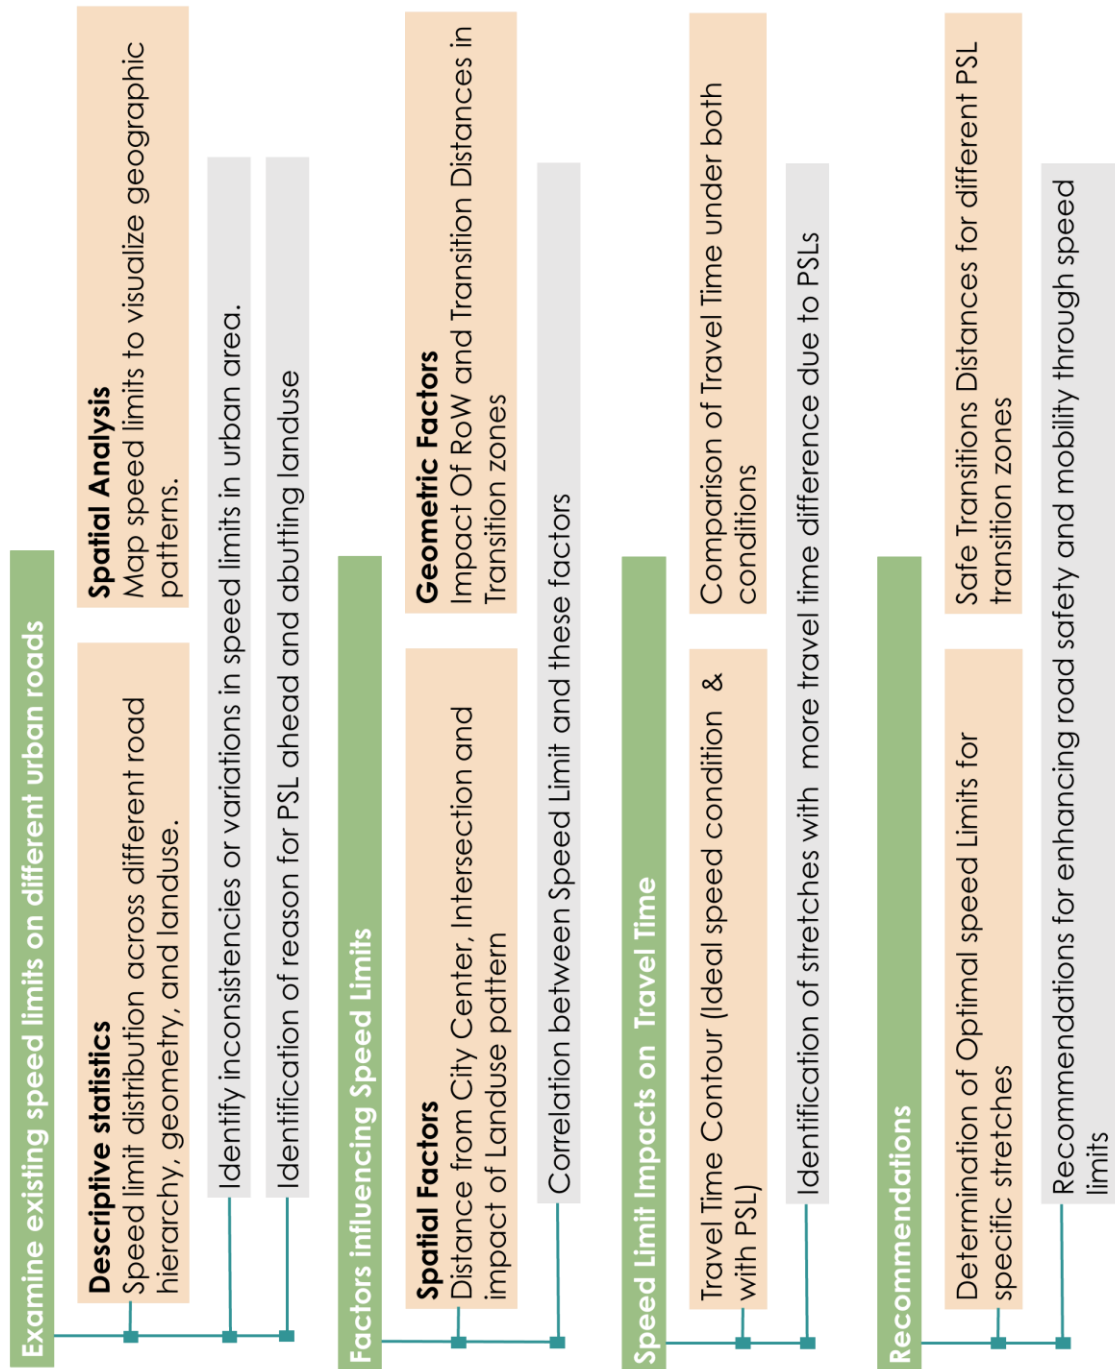 Examine existing speed limits on different urban roads
Descriptive statistics
Speed limit distribution across different road
hierarchy, geometry, and landuse.
Spatial Analysis
Map speed limits to visualize geographic
patterns.
Identify inconsistencies or variations in speed limits in urban area.
Identification of reason for PSL ahead and abutting landuse
Factors influencing Speed Limits
Spatial Factors
Distance from City Center, Intersection and
impact of Landuse pattern
Geometric Factors
Impact Of RoW and Transition Distances in
Transition zones
Correlation between Speed Limit and these factors
Speed Limit Impacts on Travel Time
Travel Time Contour (Ideal speed condition &
with PSL)
Comparison of Travel Time under both
conditions
Identification of stretches with more travel time difference due to PSLs
Recommendations
Determination of Optimal speed Limits for
specific stretches
Safe Transitions Distances for different PSL
transition zones
Recommendations for enhancing road safety and mobility through speed
limits